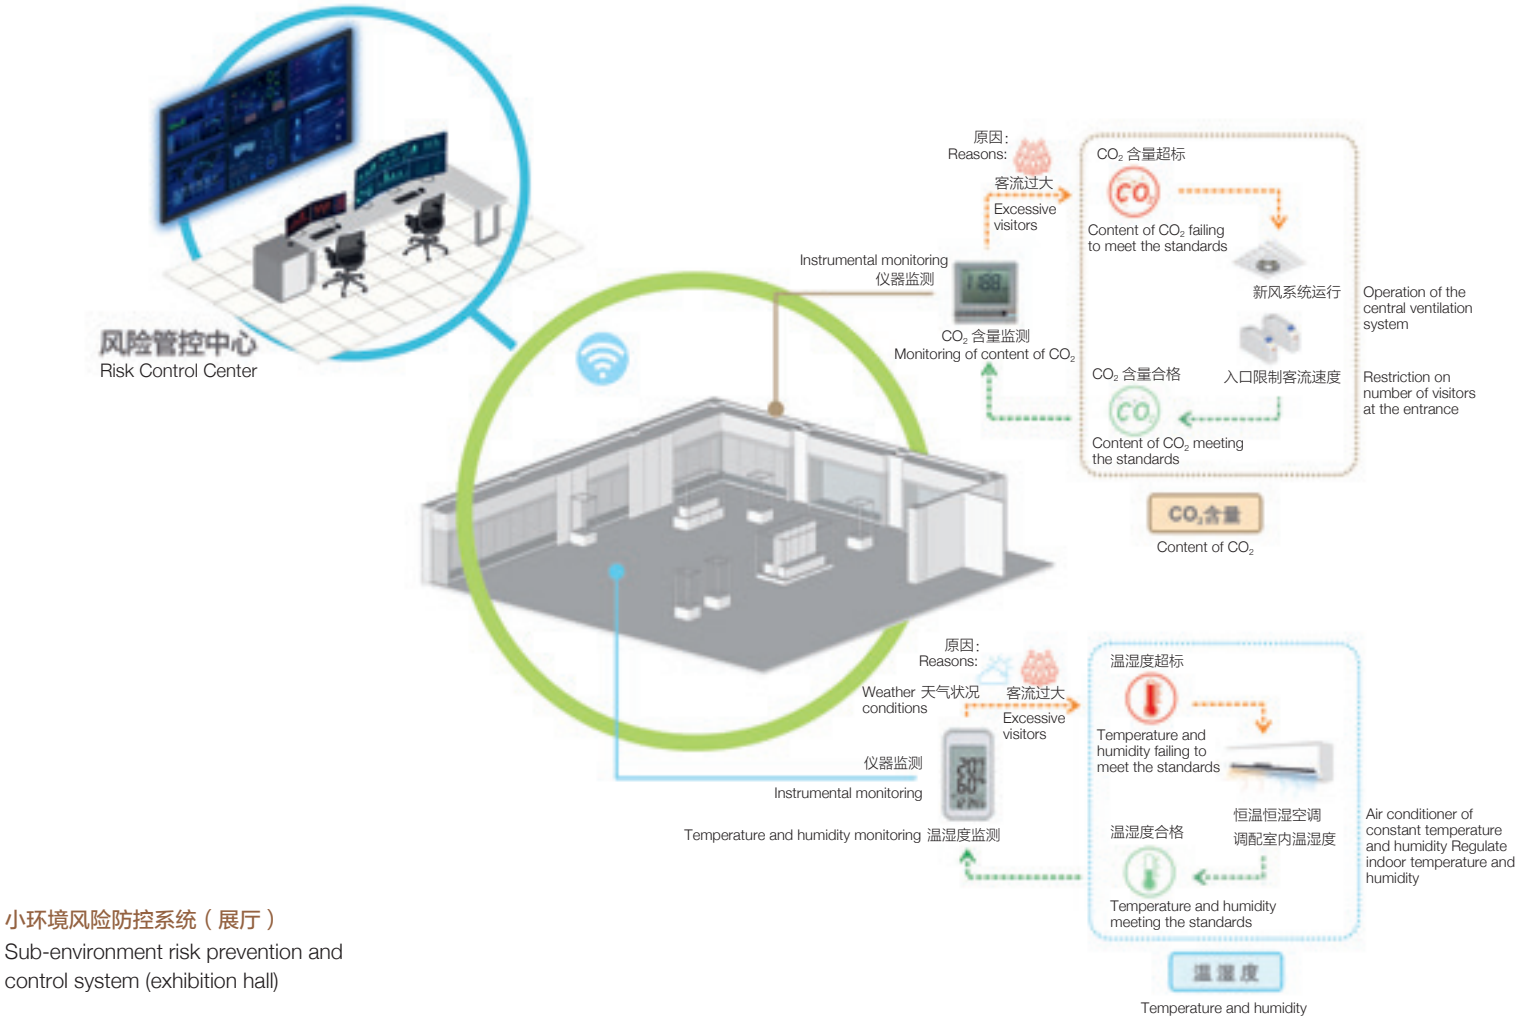 风险管控中心
Risk Control Center
原因：
Reasons:
客流过大
Excessive
visitors
Instrumental monitoring
仪器监测
CO₂ 含量监测
Monitoring of content of CO₂
CO₂ 含量超标
CO₂
Content of CO₂ failing
to meet the standards
新风系统运行
Operation of the
central ventilation
system
入口限制客流速度
Restriction on
number of visitors
at the entrance
CO₂ 含量合格
CO₂
Content of CO₂ meeting
the standards
CO₂含量
Content of CO₂
原因：
Reasons:
Weather 天气状况
conditions
客流过大
Excessive
visitors
仪器监测
Instrumental monitoring
Temperature and humidity monitoring 温湿度监测
温湿度超标
Temperature and
humidity failing to
meet the standards
恒温恒湿空调
调配室内温湿度
Air conditioner of
constant temperature
and humidity Regulate
indoor temperature and
humidity
温湿度合格
Temperature and humidity
meeting the standards
温湿度
Temperature and humidity
小环境风险防控系统（展厅）
Sub-environment risk prevention and
control system (exhibition hall)